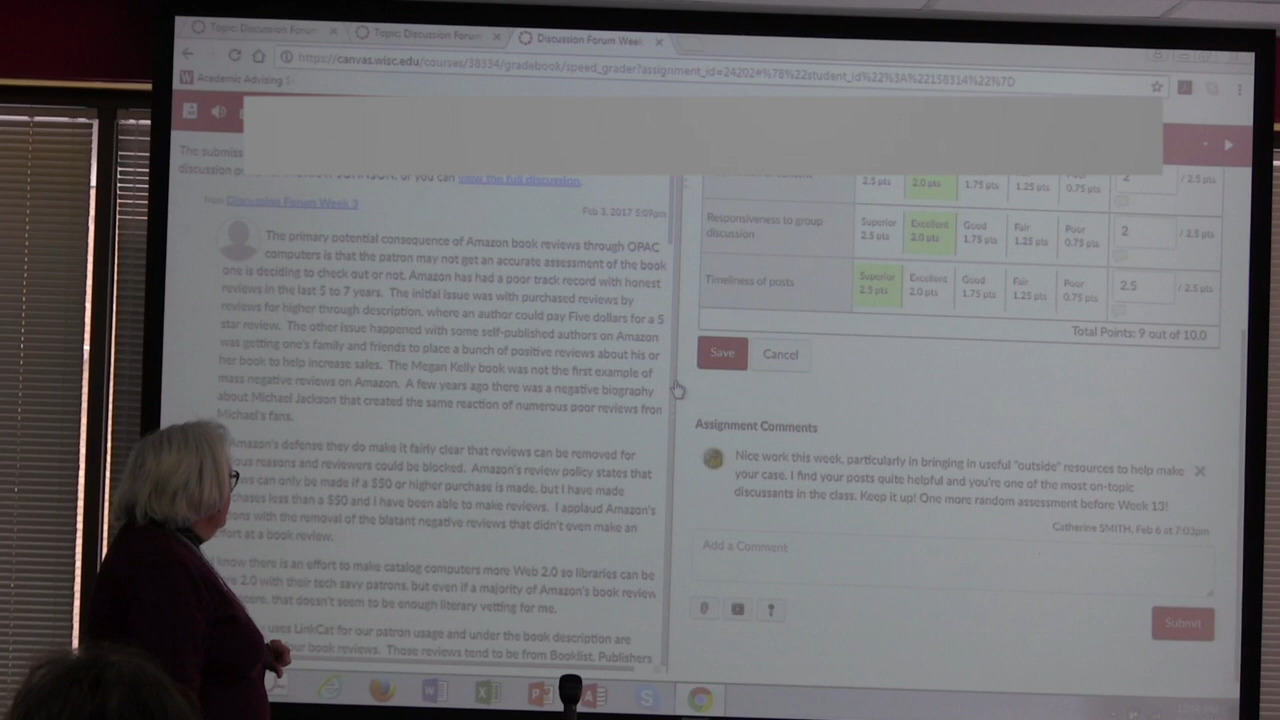 Topic: Discussion Forum
Topic: Discussion Forum
Discussion Forum Week
https://canvas.wisc.edu/courses/38334/gradebook/speed_grader?assignment_id=24202#%7B%22student_id%22%3A%22158314%22%7D
W Academic Advising S
The submiss
discussion
JOHNSON, or you can view the full discussion.
from Discussion Forum Week 3
Feb 3, 2017 5:09pm
The primary potential consequence of Amazon book reviews through OPAC
computers is that the patron may not get an accurate assessment of the book
one is deciding to check out or not. Amazon has had a poor track record with honest
reviews in the last 5 to 7 years. The initial issue was with purchased reviews by
reviews for higher through description, where an author could pay Five dollars for a 5
star review. The other issue happened with some self-published authors on Amazon
was getting one's family and friends to place a bunch of positive reviews about his or
her book to help increase sales. The Megan Kelly book was not the first example of
mass negative reviews on Amazon. A few years ago there was a negative biography
about Michael Jackson that created the same reaction of numerous poor reviews from
Michael's fans.
Amazon's defense they do make it fairly clear that reviews can be removed for
ious reasons and reviewers could be blocked. Amazon's review policy states that
ws can only be made if a $50 or higher purchase is made, but I have made
chases less than a $50 and I have been able to make reviews. I applaud Amazon's
ons with the removal of the blatant negative reviews that didn't even make an
fort at a book review.
know there is an effort to make catalog computers more Web 2.0 so libraries can be
2.0 with their tech savy patrons, but even if a majority of Amazon's book review
that doesn't seem to be enough literary vetting for me.
uses LinkCat for our patron usage and under the book description are
our book reviews. Those reviews tend to be from Booklist, Publishers
2.5 pts 2.0 pts 1.75 pts 1.25 pts 0.75 pts 2 / 2.5 pts
Responsiveness to group discussion Superior 2.5 pts Excellent 2.0 pts Good 1.75 pts Fair 1.25 pts Poor 0.75 pts 2 / 2.5 pts
Timeliness of posts Superior 2.5 pts Excellent 2.0 pts Good 1.75 pts Fair 1.25 pts Poor 0.75 pts 2.5 / 2.5 pts
Total Points: 9 out of 10.0
Save Cancel
Assignment Comments
Nice work this week, particularly in bringing in useful "outside" resources to help make
your case. I find your posts quite helpful and you're one of the most on-topic
discussants in the class. Keep it up! One more random assessment before Week 13!
Catherine SMITH, Feb 6 at 7:03pm
Add a Comment
Submit